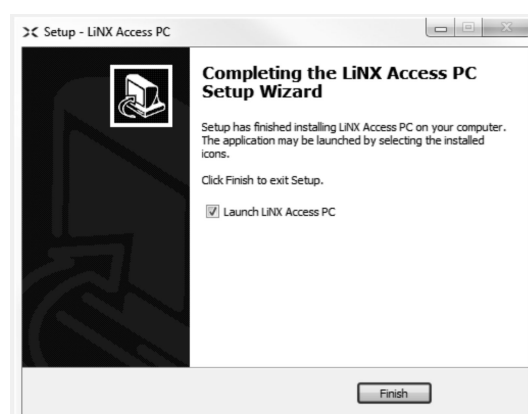 Setup - LiNX Access PC
Completing the LiNX Access PC
Setup Wizard
Setup has finished installing LiNX Access PC on your computer.
The application may be launched by selecting the installed
icons.
Click Finish to exit Setup.
Launch LiNX Access PC
Finish